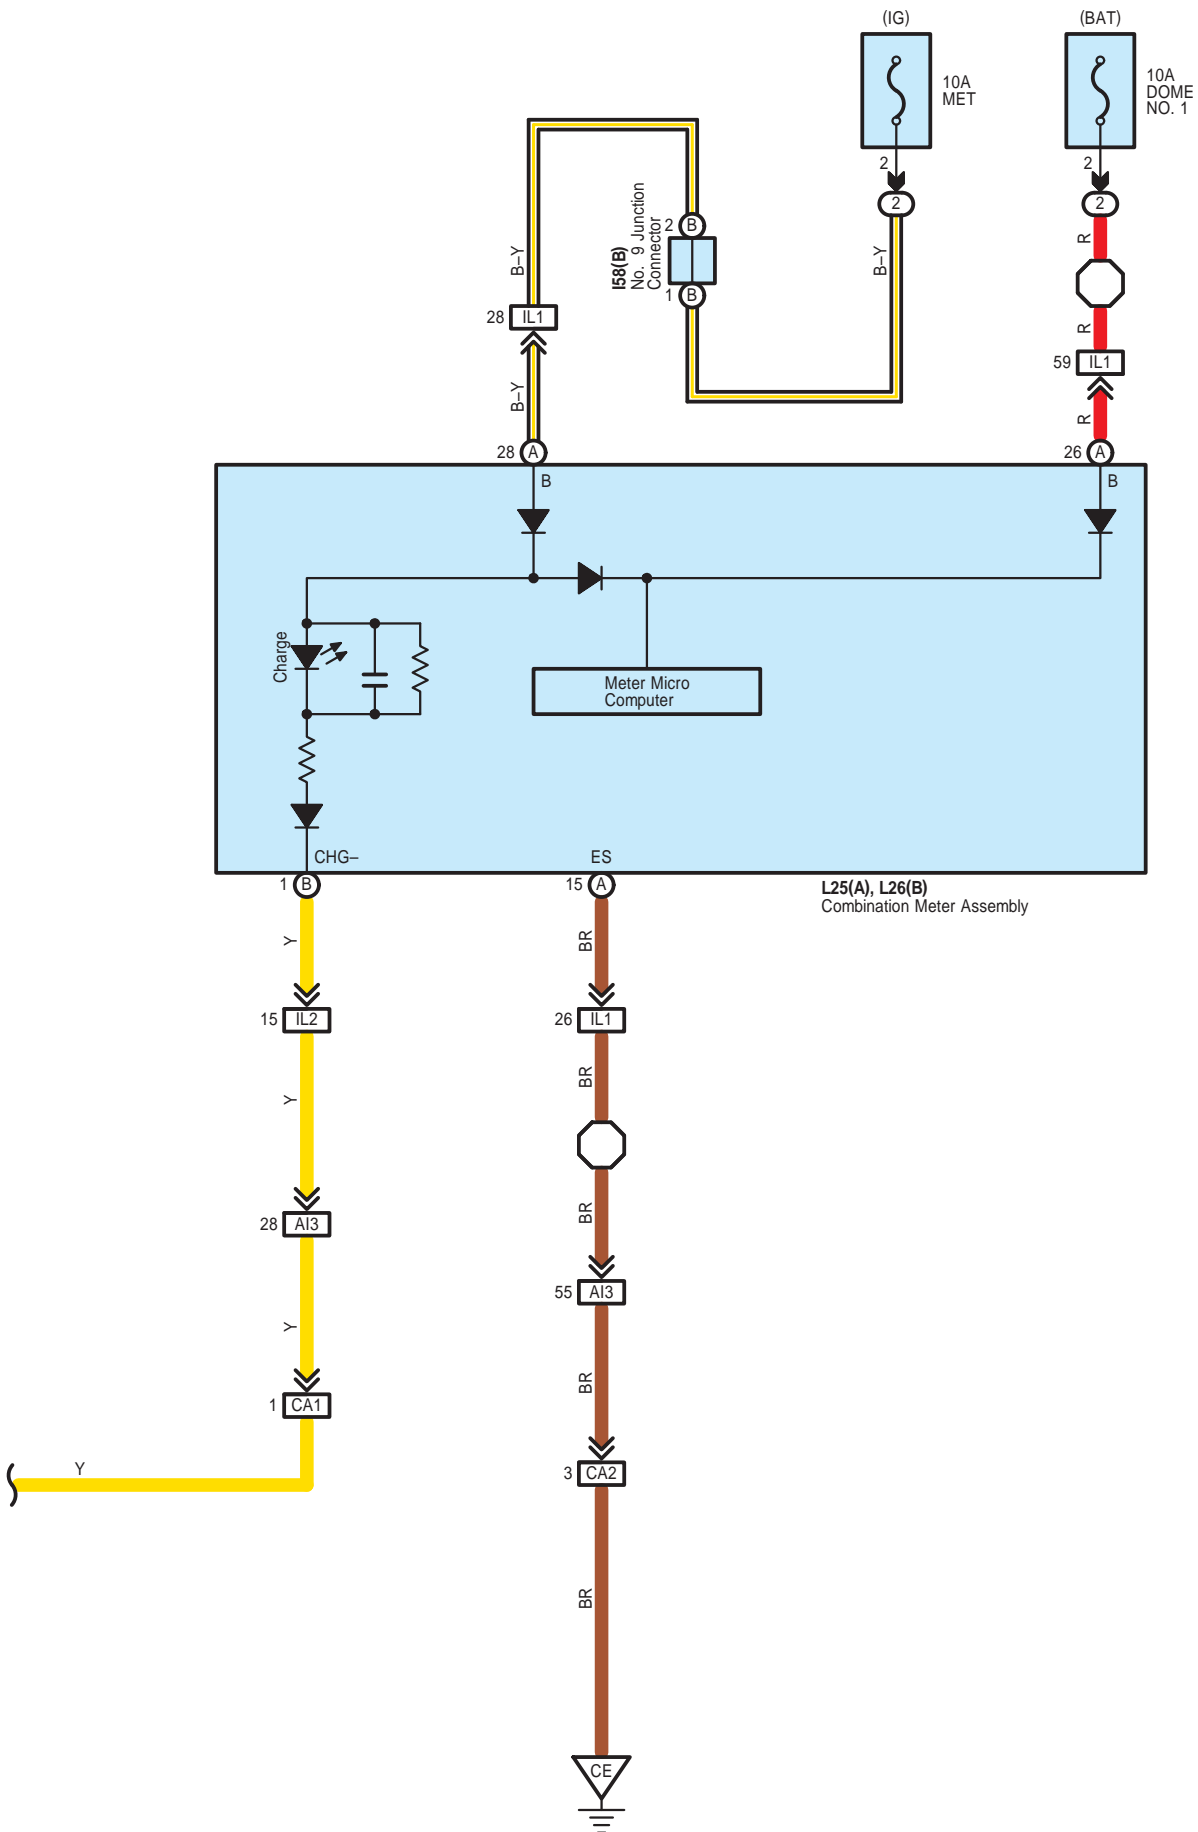 (IG)
(BAT)
10A
MET
10A
DOME
NO. 1
2
2
2
2
I58(B)
No. 9 Junction
Connector
2
B
1
B
B–Y
B–Y
R
R
28
IL1
59
IL1
B–Y
R
28
A
26
A
B
B
Charge
Meter Micro
Computer
CHG–
ES
1
B
15
A
L25(A), L26(B)
Combination Meter Assembly
Y
BR
15
IL2
26
IL1
Y
BR
28
AI3
BR
55
AI3
Y
BR
1
CA1
3
CA2
Y
BR
CE